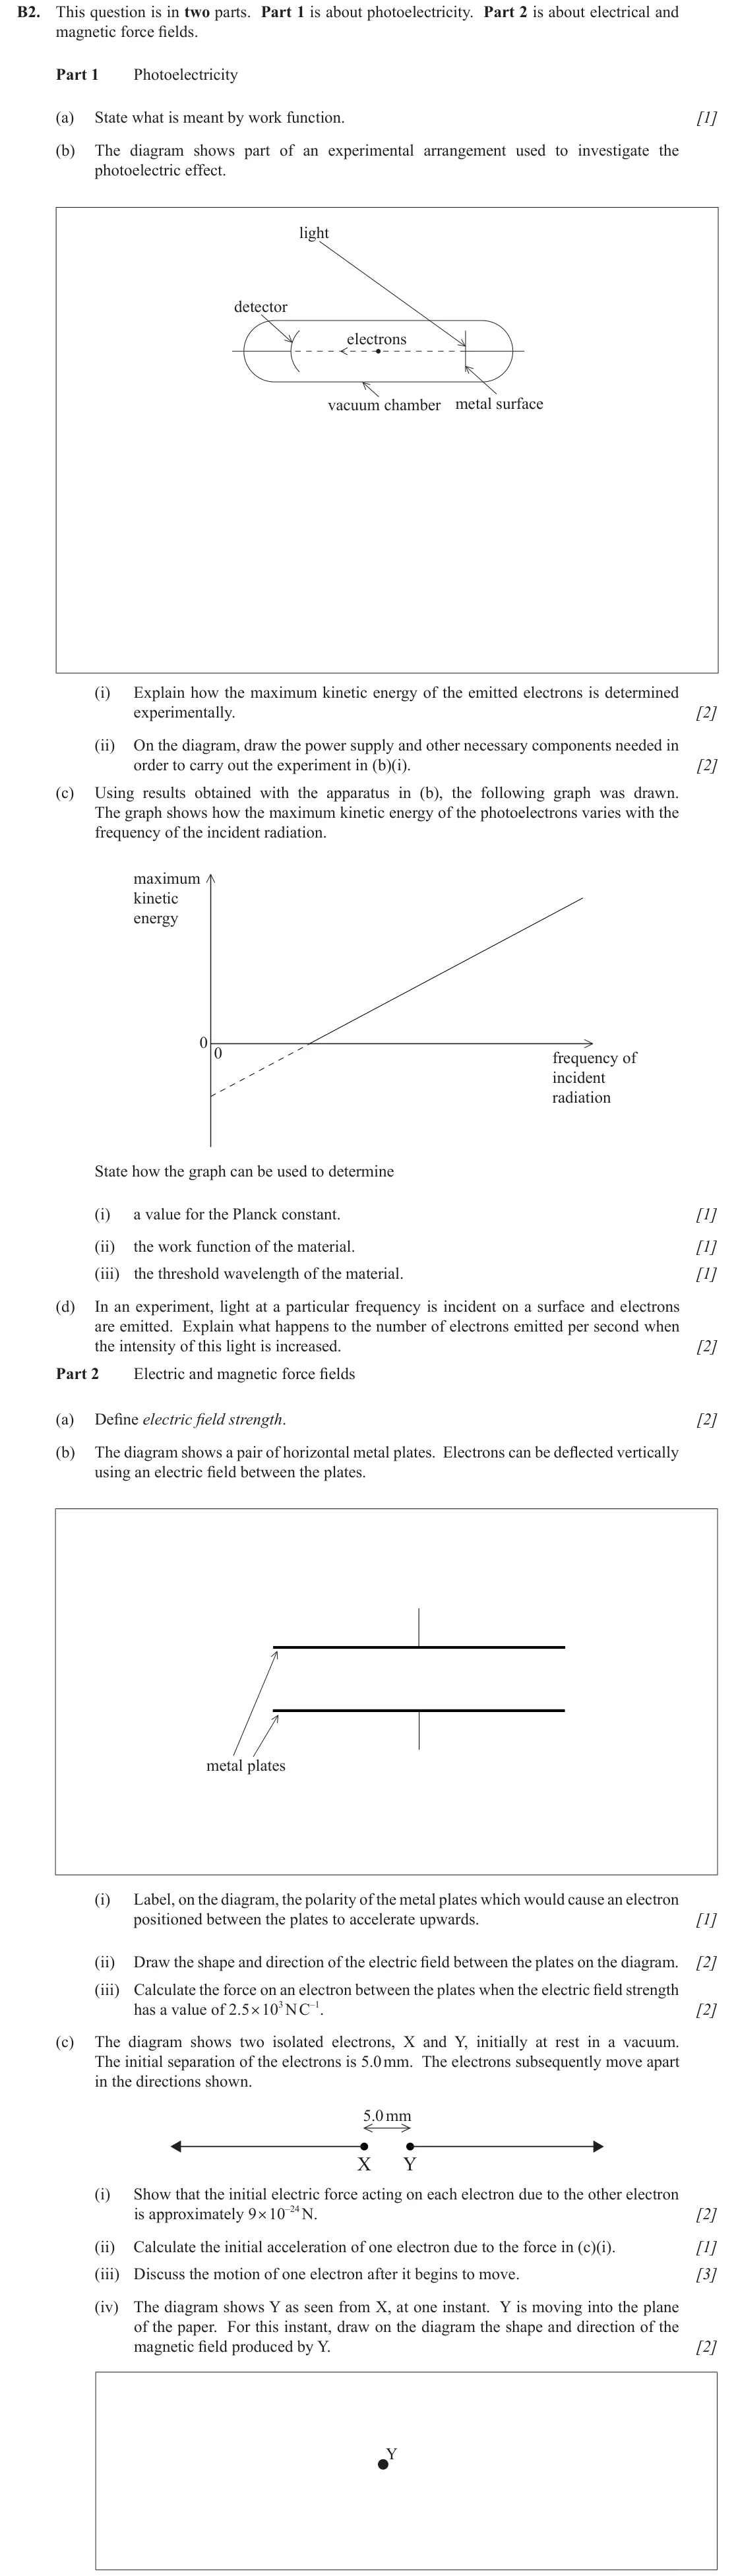 B2. This question is in two parts. Part 1 is about photoelectricity. Part 2 is about electrical and
magnetic force fields.
Part 1 Photoelectricity
(a) State what is meant by work function. [1]
(b) The diagram shows part of an experimental arrangement used to investigate the
photoelectric effect.
light
detector
electrons
vacuum chamber metal surface
(i) Explain how the maximum kinetic energy of the emitted electrons is determined
experimentally. [2]
(ii) On the diagram, draw the power supply and other necessary components needed in
order to carry out the experiment in (b)(i). [2]
(c) Using results obtained with the apparatus in (b), the following graph was drawn.
The graph shows how the maximum kinetic energy of the photoelectrons varies with the
frequency of the incident radiation.
maximum
kinetic
energy
0
0
frequency of
incident
radiation
State how the graph can be used to determine
(i) a value for the Planck constant. [1]
(ii) the work function of the material. [1]
(iii) the threshold wavelength of the material. [1]
(d) In an experiment, light at a particular frequency is incident on a surface and electrons
are emitted. Explain what happens to the number of electrons emitted per second when
the intensity of this light is increased. [2]
Part 2 Electric and magnetic force fields
(a) Define electric field strength. [2]
(b) The diagram shows a pair of horizontal metal plates. Electrons can be deflected vertically
using an electric field between the plates.
metal plates
(i) Label, on the diagram, the polarity of the metal plates which would cause an electron
positioned between the plates to accelerate upwards. [1]
(ii) Draw the shape and direction of the electric field between the plates on the diagram. [2]
(iii) Calculate the force on an electron between the plates when the electric field strength
has a value of 2.5×10³ N C⁻¹. [2]
(c) The diagram shows two isolated electrons, X and Y, initially at rest in a vacuum.
The initial separation of the electrons is 5.0 mm. The electrons subsequently move apart
in the directions shown.
5.0 mm
X Y
(i) Show that the initial electric force acting on each electron due to the other electron
is approximately 9×10⁻²⁴ N. [2]
(ii) Calculate the initial acceleration of one electron due to the force in (c)(i). [1]
(iii) Discuss the motion of one electron after it begins to move. [3]
(iv) The diagram shows Y as seen from X, at one instant. Y is moving into the plane
of the paper. For this instant, draw on the diagram the shape and direction of the
magnetic field produced by Y. [2]
Y